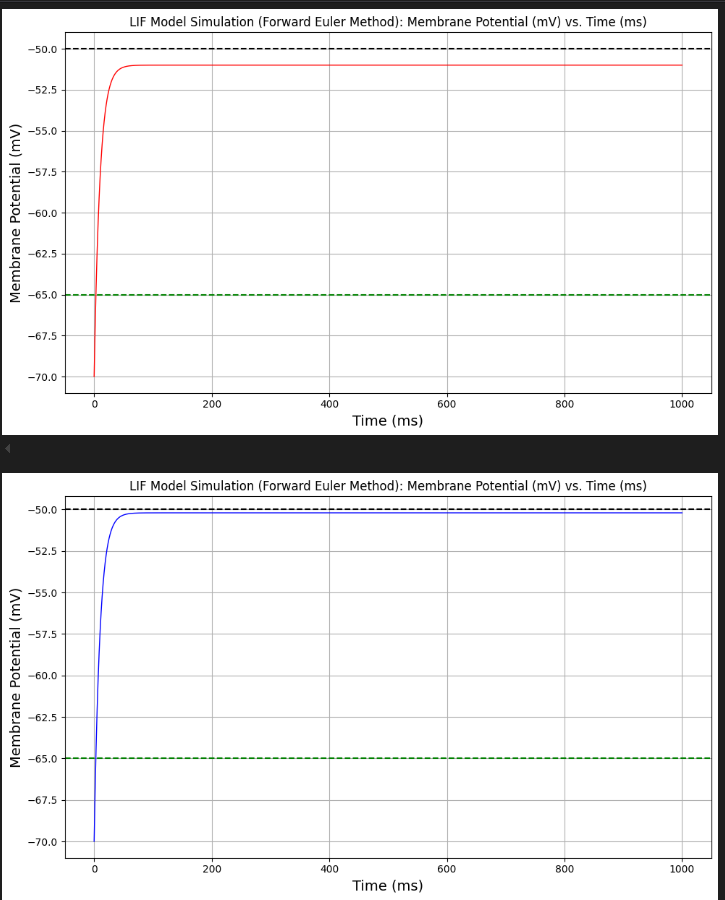 LIF Model Simulation (Forward Euler Method): Membrane Potential (mV) vs. Time (ms)
Membrane Potential (mV)
−50.0
−52.5
−55.0
−57.5
−60.0
−62.5
−65.0
−67.5
−70.0
0 200 400 600 800 1000
Time (ms)
LIF Model Simulation (Forward Euler Method): Membrane Potential (mV) vs. Time (ms)
Membrane Potential (mV)
−50.0
−52.5
−55.0
−57.5
−60.0
−62.5
−65.0
−67.5
−70.0
0 200 400 600 800 1000
Time (ms)